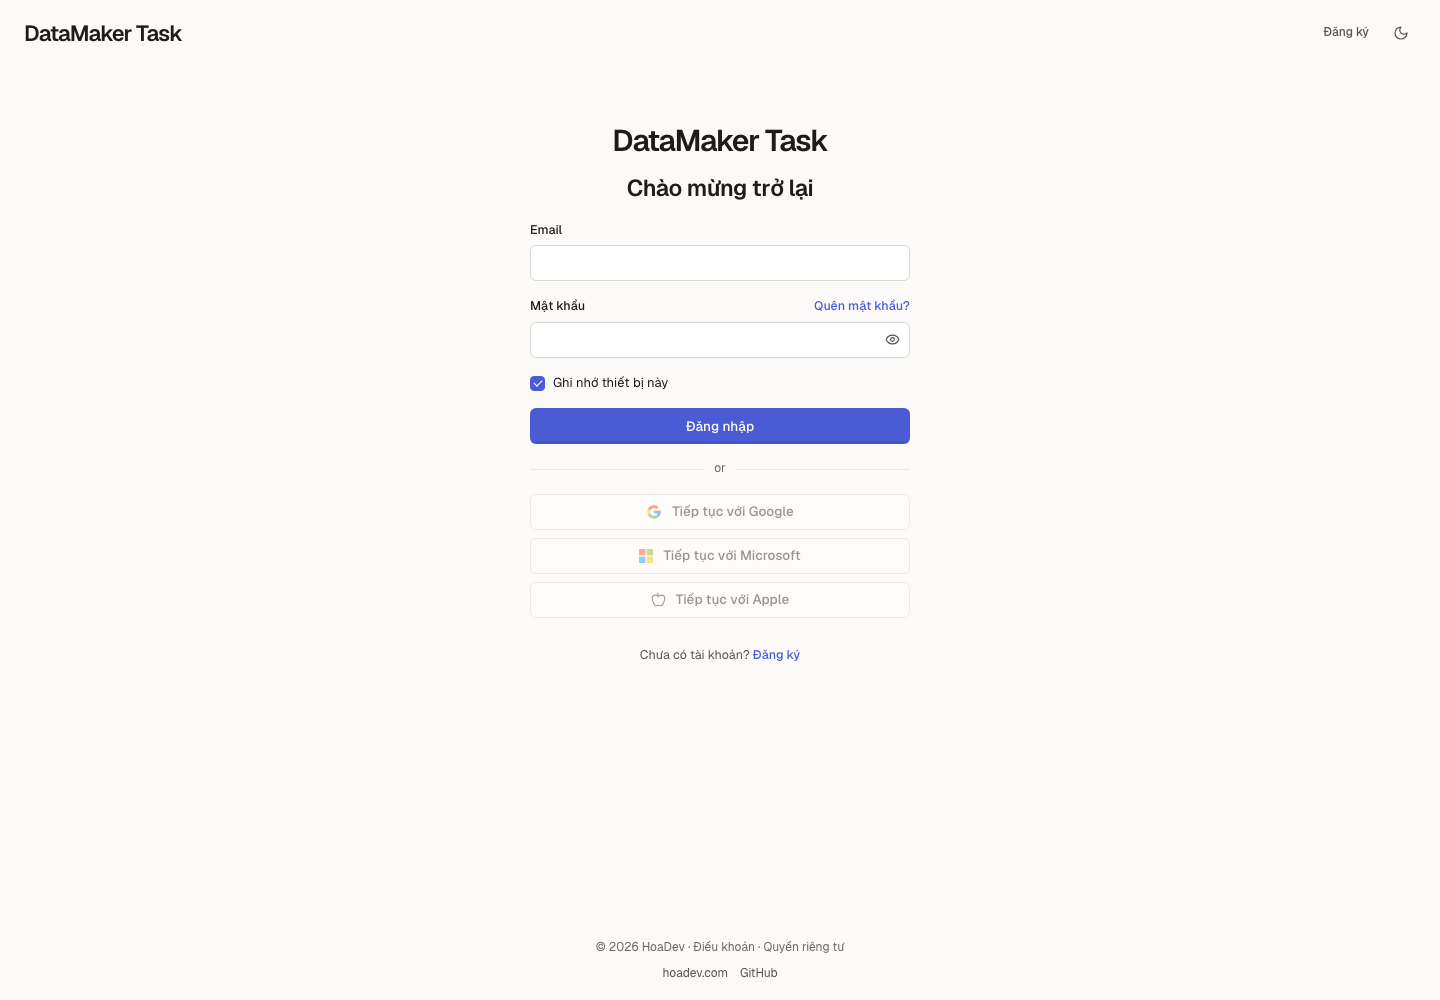 DataMaker Task
Đăng ký
DataMaker Task
Chào mừng trở lại
Email
Mật khẩu
Quên mật khẩu?
Ghi nhớ thiết bị này
Đăng nhập
or
Tiếp tục với Google
Tiếp tục với Microsoft
Tiếp tục với Apple
Chưa có tài khoản? Đăng ký
© 2026 HoaDev · Điều khoản · Quyền riêng tư
hoadev.com GitHub